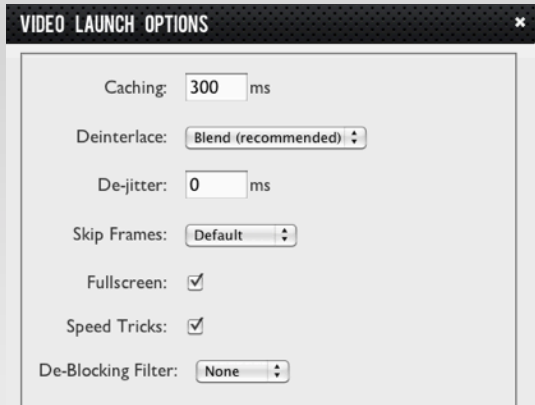 VIDEO LAUNCH OPTIONS ×
Caching: 300 ms
Deinterlace: Blend (recommended)
De-jitter: 0 ms
Skip Frames: Default
Fullscreen:
Speed Tricks:
De-Blocking Filter: None